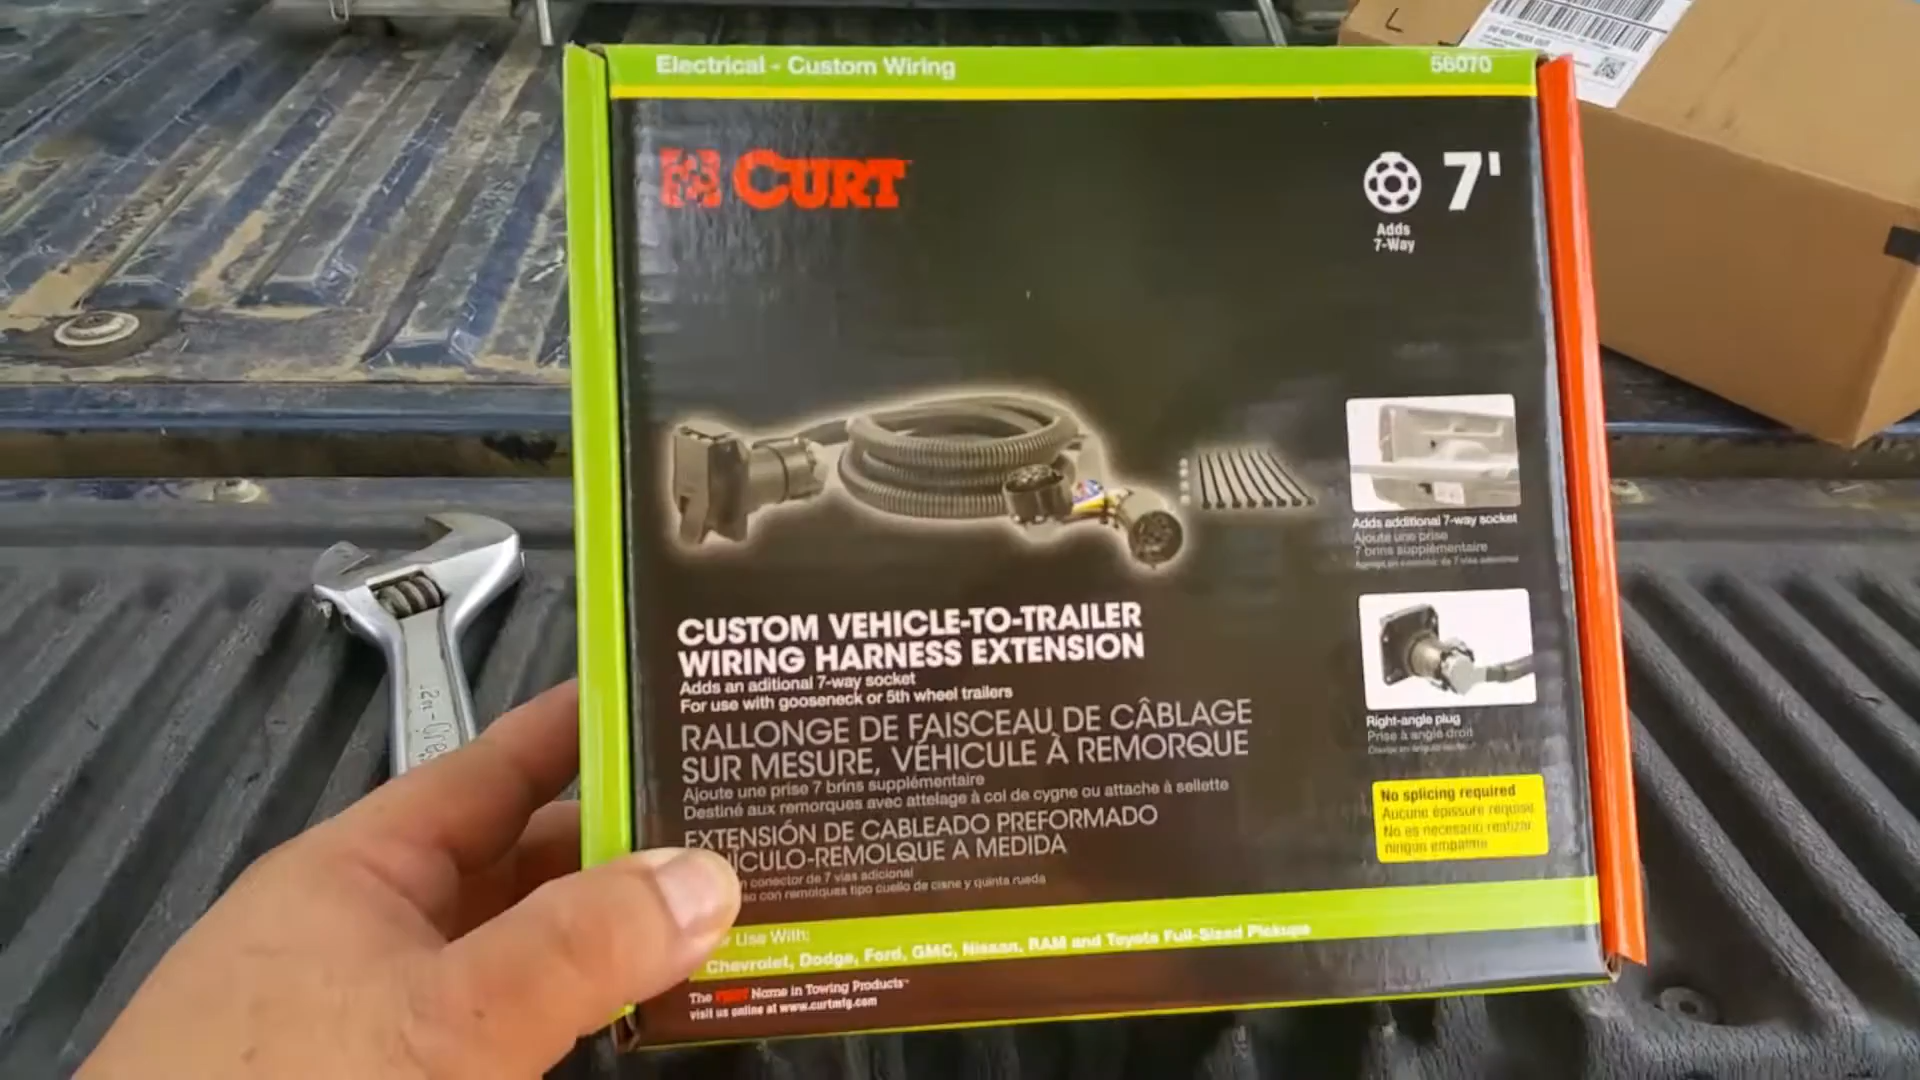 Electrical - Custom Wiring
56070
CURT
7'
Adds
7-Way
Adds additional 7-way socket
Ajoute une prise
7 brins supplémentaire
CUSTOM VEHICLE-TO-TRAILER
WIRING HARNESS EXTENSION
Adds an aditional 7-way socket
For use with gooseneck or 5th wheel trailers
RALLONGE DE FAISCEAU DE CÂBLAGE
SUR MESURE, VÉHICULE À REMORQUE
Ajoute une prise 7 brins supplémentaire
Destiné aux remorques avec attelage à col de cygne ou attache à sellette
EXTENSIÓN DE CABLEADO PREFORMADO
ÍCULO-REMOLQUE A MEDIDA
conector de 7 vías adicional
con remolques tipo cuello de cisne y quinta rueda
Right-angle plug
Prise à angle droit
No splicing required
Aucune épissure requise
No es necesario realizar
ningún empalme
Use With:
Chevrolet, Dodge, Ford, GMC, Nissan, RAM and Toyota Full-Sized Pickups
The CURT Name in Towing Products
visit us online at www.curtmfg.com